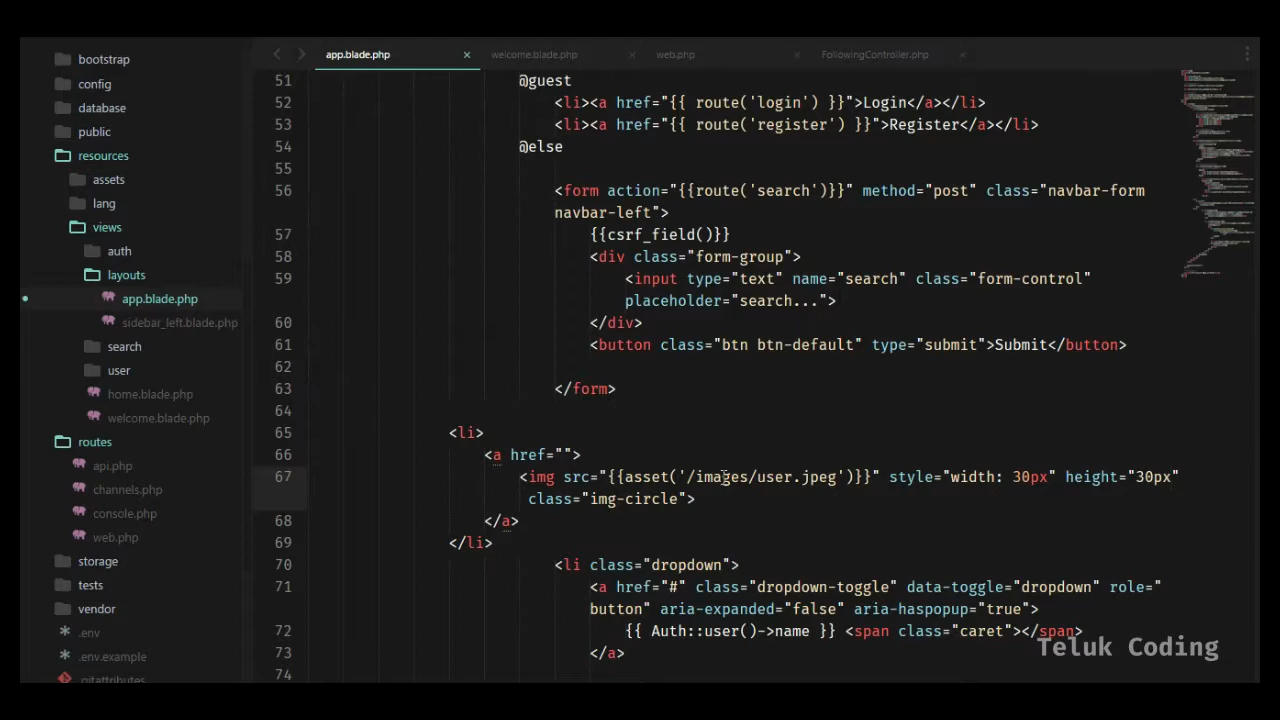 bootstrap
config
database
public
resources
assets
lang
views
auth
layouts
app.blade.php
sidebar_left.blade.php
search
user
home.blade.php
welcome.blade.php
routes
api.php
channels.php
console.php
web.php
storage
tests
vendor
.env
.env.example
.gitattributes
app.blade.php × welcome.blade.php × web.php × FollowingController.php ×
51 @guest
52 <li><a href="{{ route('login') }}">Login</a></li>
53 <li><a href="{{ route('register') }}">Register</a></li>
54 @else
55
56 <form action="{{route('search')}}" method="post" class="navbar-form
navbar-left">
57 {{csrf_field()}}
58 <div class="form-group">
59 <input type="text" name="search" class="form-control"
placeholder="search...">
60 </div>
61 <button class="btn btn-default" type="submit">Submit</button>
62
63 </form>
64
65 <li>
66 <a href="">
67 <img src="{{asset('/images/user.jpeg')}}" style="width: 30px" height="30px"
class="img-circle">
68 </a>
69 </li>
70 <li class="dropdown">
71 <a href="#" class="dropdown-toggle" data-toggle="dropdown" role="
button" aria-expanded="false" aria-haspopup="true">
72 {{ Auth::user()->name }} <span class="caret"></span>
73 </a>
74
Teluk Coding